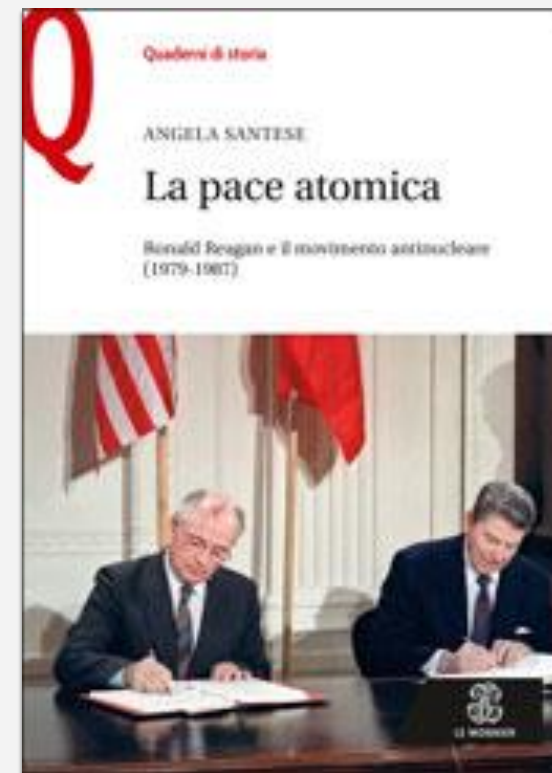 Q
Quaderni di storia
ANGELA SANTESE
La pace atomica
Ronald Reagan e il movimento antinucleare
(1979-1987)
LE MONNIER